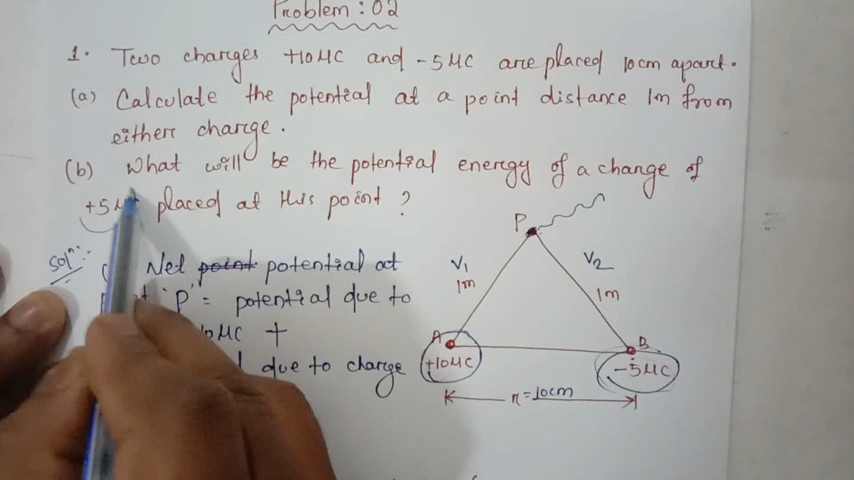 Problem : 02
1. Two charges +10μC and -5μC are placed 10cm apart.
(a) Calculate the potential at a point distance 1m from
either charge.
(b) What will be the potential energy of a charge of
+5μ placed at this point ?
Solⁿ:
Net point potential at
'P' = potential due to
μC +
due to charge
P
V₁
1m
V₂
1m
A
B
+10μC
-5μC
r=10cm